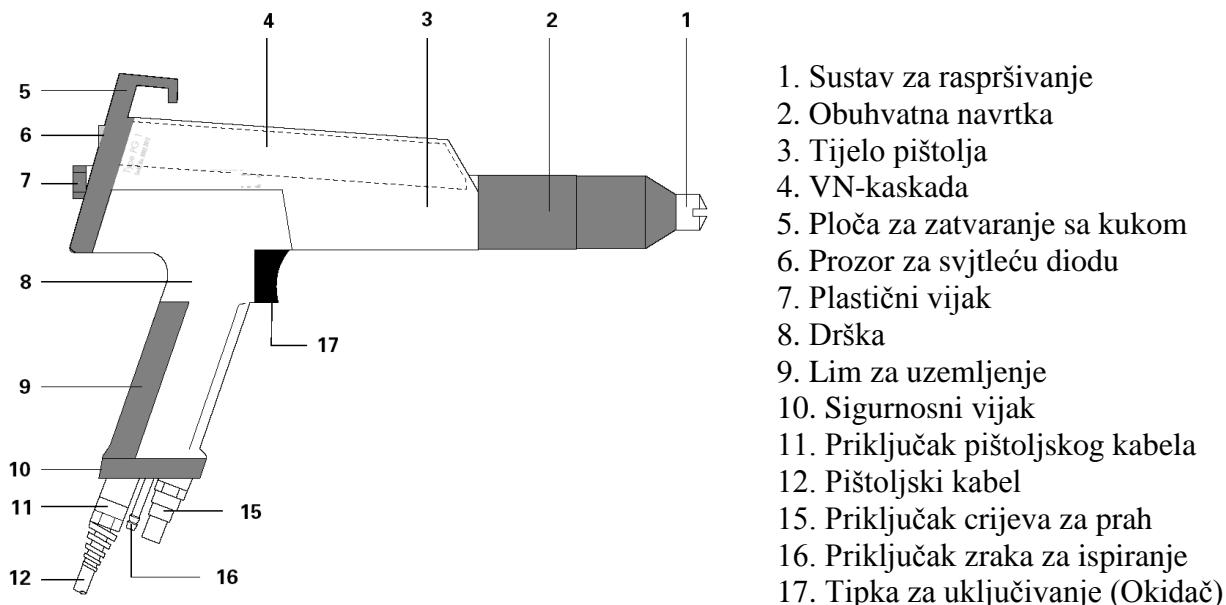 4
3
2
1
5
6
7
Type PG 1
8
17
9
10
11
15
12
16
1. Sustav za raspršivanje
2. Obuhvatna navrtka
3. Tijelo pištolja
4. VN-kaskada
5. Ploča za zatvaranje sa kukom
6. Prozor za svjtleću diodu
7. Plastični vijak
8. Drška
9. Lim za uzemljenje
10. Sigurnosni vijak
11. Priključak pištoljskog kabela
12. Pištoljski kabel
15. Priključak crijeva za prah
16. Priključak zraka za ispiranje
17. Tipka za uključivanje (Okidač)